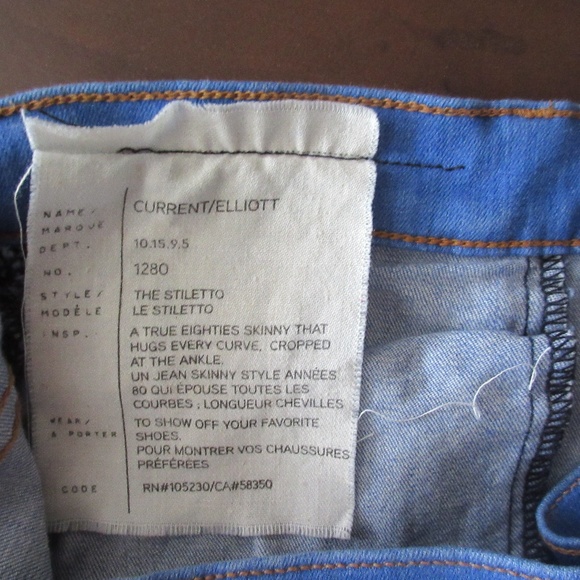 NAME/ MARQUE CURRENT/ELLIOTT
DEPT. 10.15.9.5
NO. 1280
STYLE/ THE STILETTO
MODÈLE LE STILETTO
INSP. A TRUE EIGHTIES SKINNY THAT
HUGS EVERY CURVE, CROPPED
AT THE ANKLE.
UN JEAN SKINNY STYLE ANNÉES
80 QUI ÉPOUSE TOUTES LES
COURBES ; LONGUEUR CHEVILLES
WEAR/ TO SHOW OFF YOUR FAVORITE
À PORTER SHOES.
POUR MONTRER VOS CHAUSSURES
PRÉFÉRÉES
CODE RN#105230/CA#58350